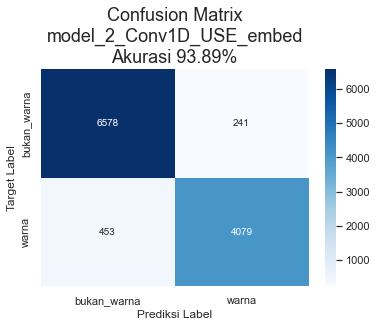 Confusion Matrix
model_2_Conv1D_USE_embed
Akurasi 93.89%
Target Label
bukan_warna
warna
6578 241
453 4079
bukan_warna warna
Prediksi Label
6000
5000
4000
3000
2000
1000